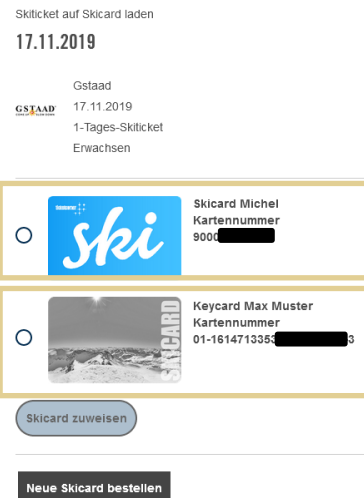 Skiticket auf Skicard laden
17.11.2019
Gstaad
17.11.2019
GSTAAD
1-Tages-Skiticket
Erwachsen
Skicard Michel
Kartennummer
9000
ski
Keycard Max Muster
Kartennummer
01-1614713353 3
SKICARD
Skicard zuweisen
Neue Skicard bestellen